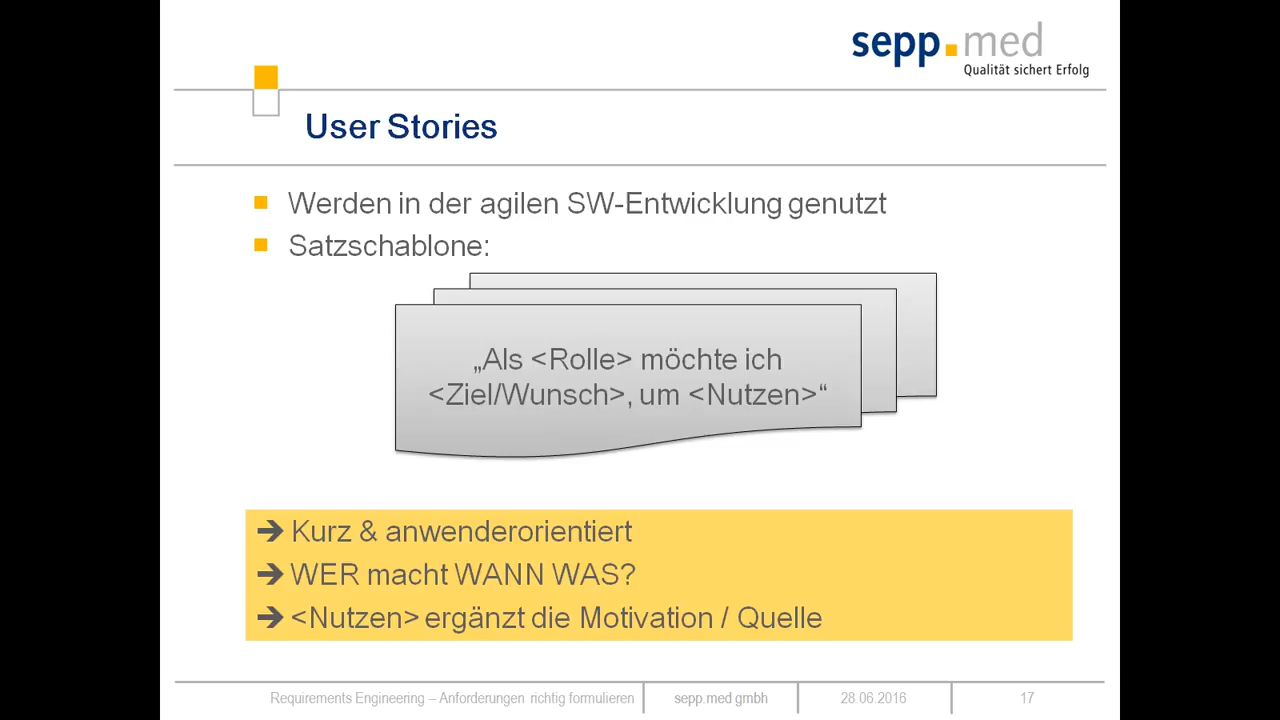 sepp.med
Qualität sichert Erfolg
User Stories
Werden in der agilen SW-Entwicklung genutzt
Satzschablone:
„Als <Rolle> möchte ich
<Ziel/Wunsch>, um <Nutzen>“
➔ Kurz & anwenderorientiert
➔ WER macht WANN WAS?
➔ <Nutzen> ergänzt die Motivation / Quelle
Requirements Engineering – Anforderungen richtig formulieren sepp.med gmbh 28.06.2016 17